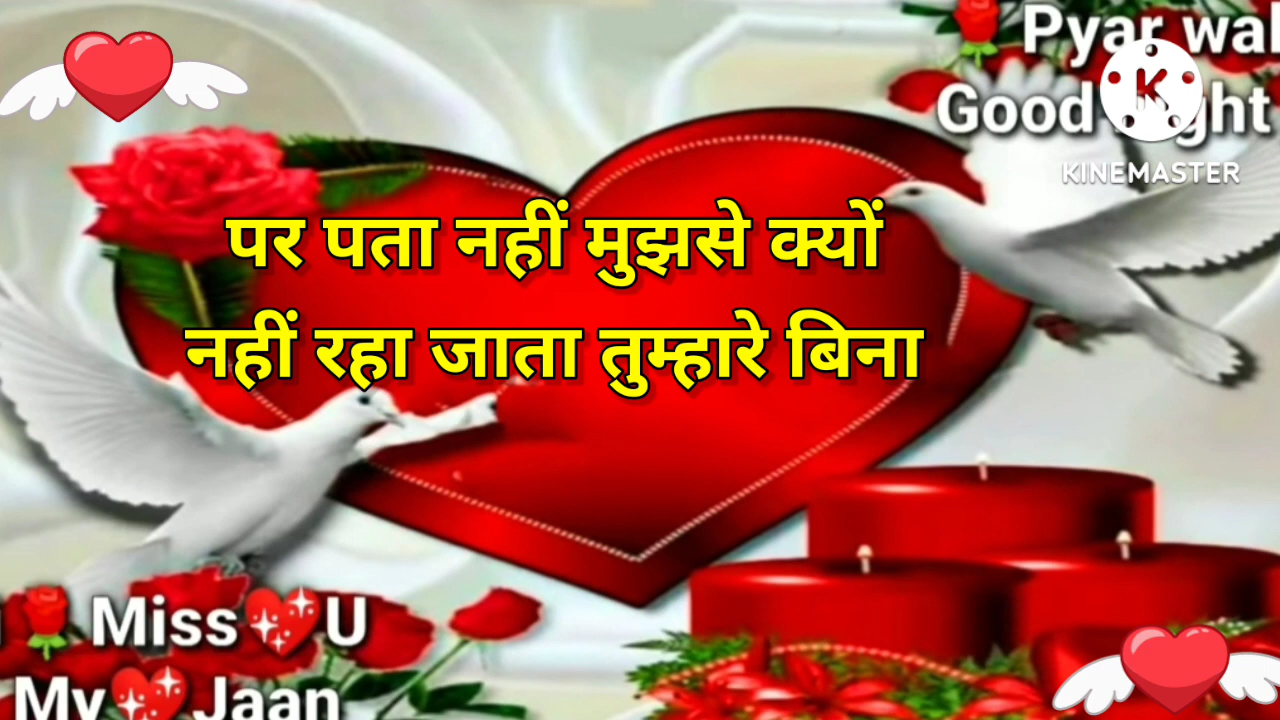 Pyar wal
Good
KINEMASTER
पर पता नहीं मुझसे क्यों
नहीं रहा जाता तुम्हारे बिना
Miss💖U
My💖Jaan